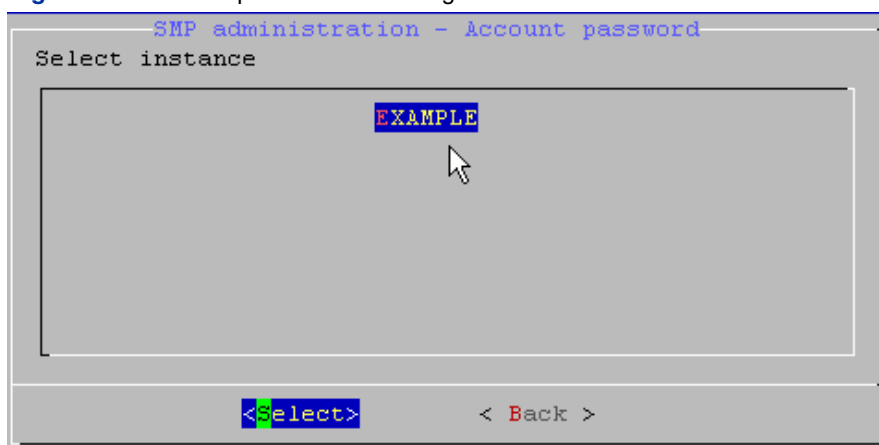 SMP administration - Account password
Select instance
EXAMPLE
<Select> < Back >